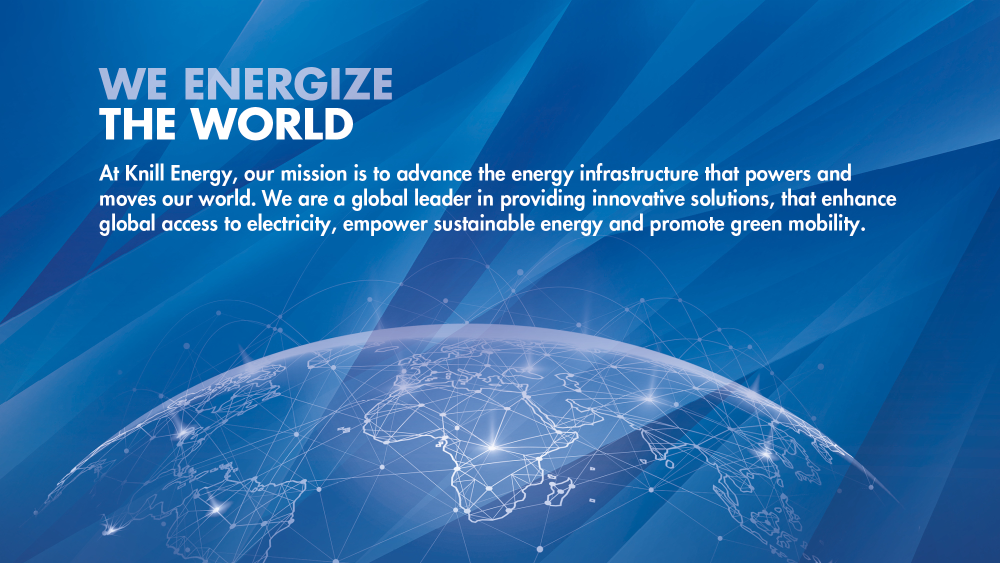 WE ENERGIZE
THE WORLD
At Knill Energy, our mission is to advance the energy infrastructure that powers and
moves our world. We are a global leader in providing innovative solutions, that enhance
global access to electricity, empower sustainable energy and promote green mobility.